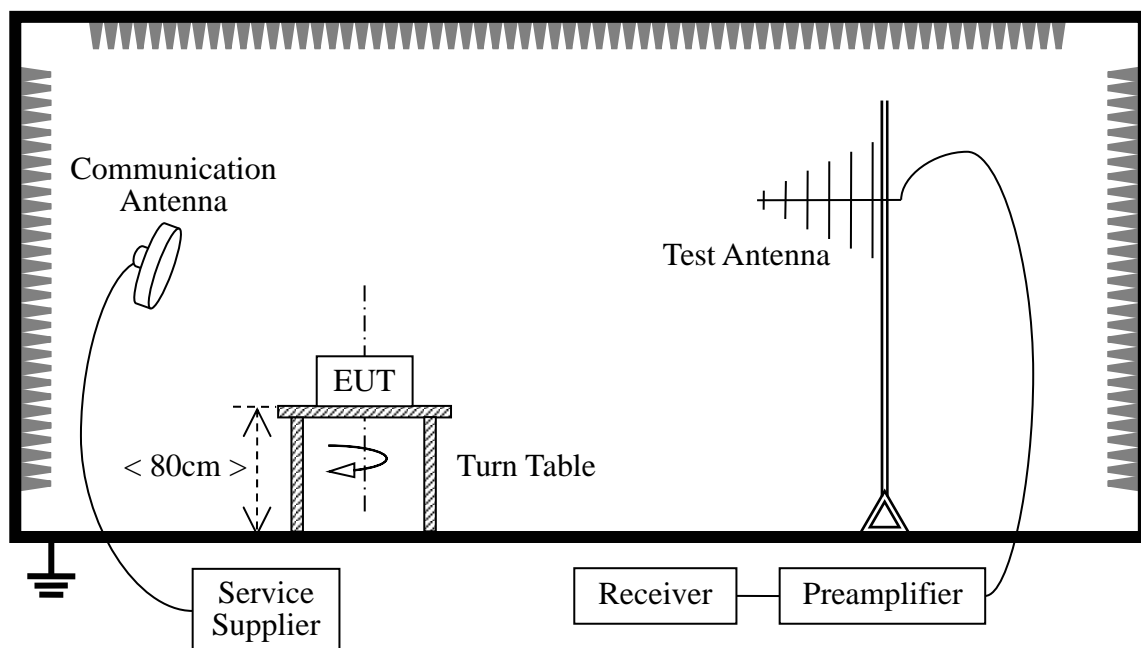 Communication
Antenna
Test Antenna
EUT
< 80cm >
Turn Table
Service
Supplier
Receiver
Preamplifier